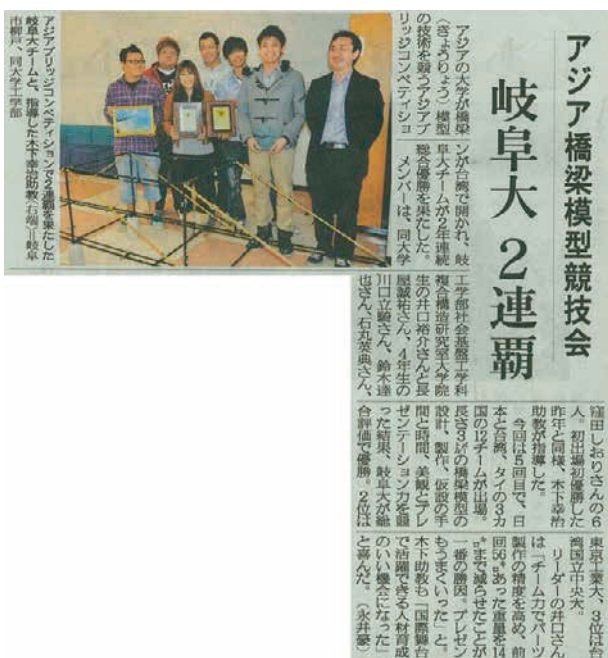 アジア橋梁模型競技会
岐阜大 2連覇
アジアの大学が橋梁
（きょうりょう）模型
の技術を競うアジアブ
リッジコンペティショ
ンが台湾で開かれ、岐
阜大チームが2年連続
総合優勝を果たした。
メンバーは、同大学
工学部社会基盤工学科
複合構造研究室大学院
生の井口裕介さんと長
屋誠祐さん、4年生の
川口立騎さん、鈴木達
也さん、石丸英典さん、
窪田しおりさんの6
人。初出場初優勝した
昨年と同様、木下幸治
助教が指導した。
今回は5回目で、日
本と台湾、タイの3カ
国の12チームが出場。
長さ3㍍の橋梁模型の
設計、製作、仮設の手
間と時間、美観とプレ
ゼンテーション力を競
った結果、岐阜大が総
合評価で優勝。2位は
東京工業大、3位は台
湾国立中央大。
リーダーの井口さん
は「チーム力でパーツ
製作の精度を高め、前
回56㌔あった重量を14
㌔まで減らせたことが
一番の勝因。プレゼン
もうまくいった」と。
木下助教も「国際舞台
で活躍できる人材育成
のいい機会になった」
と喜んだ。（永井豪）
アジアブリッジコンペティションで2連覇を果たした
岐阜大チームと、指導した木下幸治助教（右端）＝岐阜
市柳戸、同大学工学部